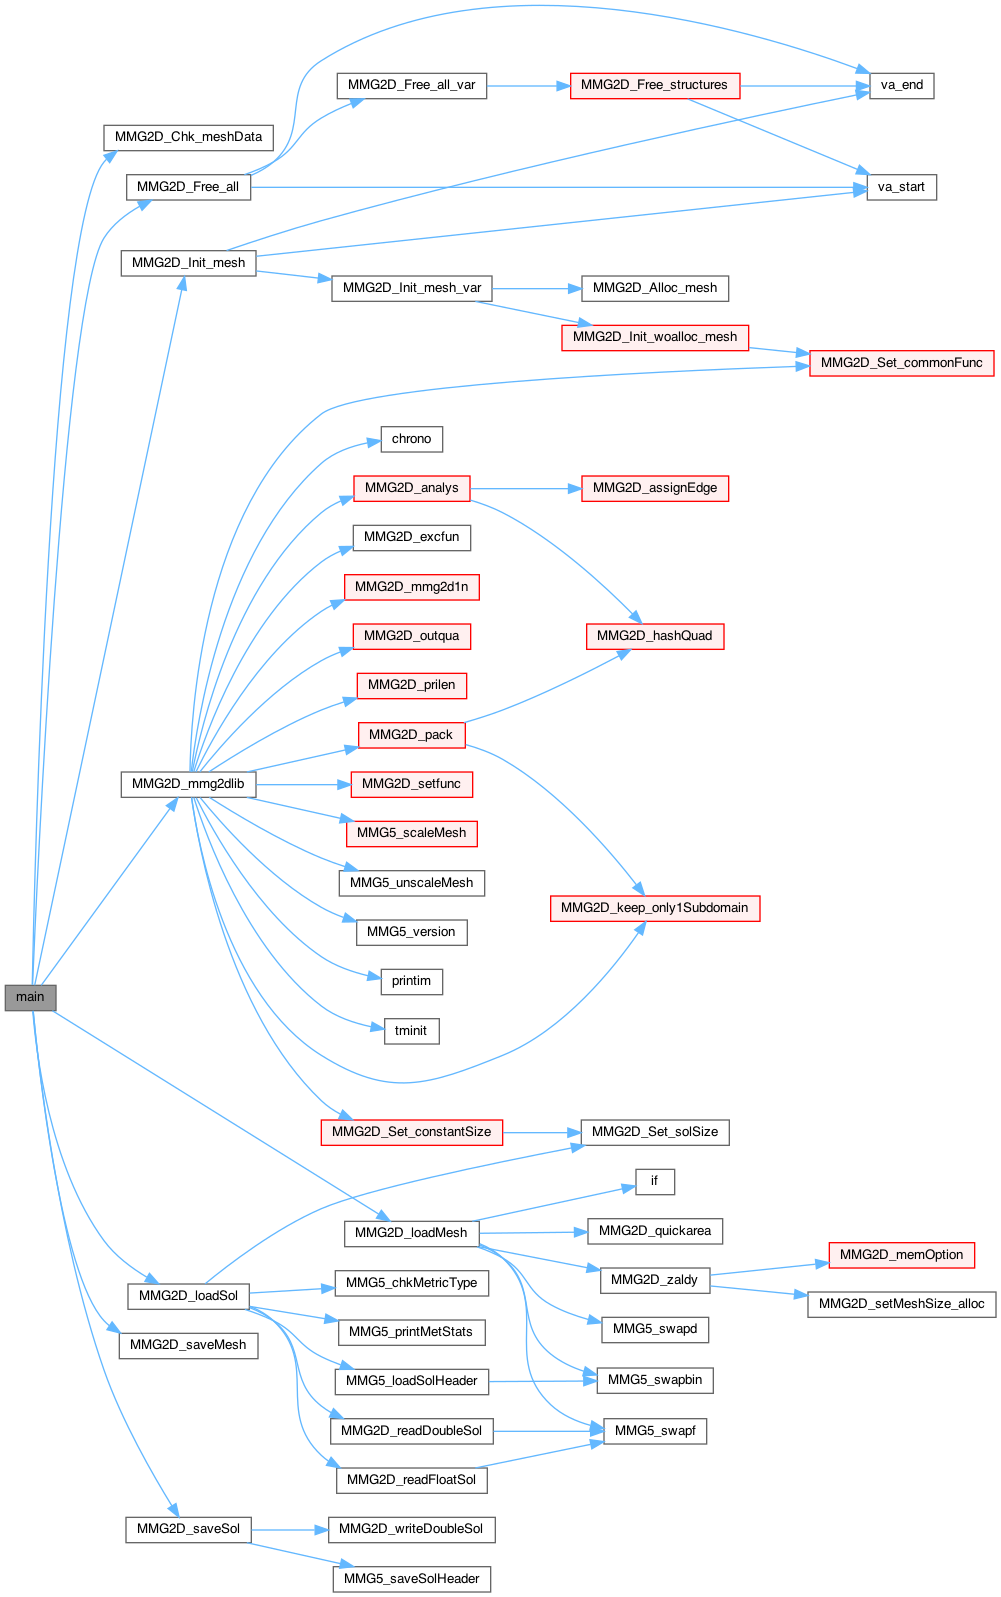 MMG2D_Free_all_var
MMG2D_Free_structures
va_end
MMG2D_Chk_meshData
MMG2D_Free_all
va_start
MMG2D_Init_mesh
MMG2D_Init_mesh_var
MMG2D_Alloc_mesh
MMG2D_Init_woalloc_mesh
MMG2D_Set_commonFunc
chrono
MMG2D_analys
MMG2D_assignEdge
MMG2D_excfun
MMG2D_mmg2d1n
MMG2D_outqua
MMG2D_hashQuad
MMG2D_prilen
MMG2D_pack
MMG2D_mmg2dlib
MMG2D_setfunc
MMG5_scaleMesh
MMG5_unscaleMesh
MMG2D_keep_only1Subdomain
MMG5_version
printim
main
tminit
MMG2D_Set_constantSize
MMG2D_Set_solSize
if
MMG2D_loadMesh
MMG2D_quickarea
MMG2D_memOption
MMG2D_zaldy
MMG2D_loadSol
MMG5_chkMetricType
MMG2D_setMeshSize_alloc
MMG5_printMetStats
MMG5_swapd
MMG2D_saveMesh
MMG5_loadSolHeader
MMG5_swapbin
MMG2D_readDoubleSol
MMG5_swapf
MMG2D_readFloatSol
MMG2D_saveSol
MMG2D_writeDoubleSol
MMG5_saveSolHeader